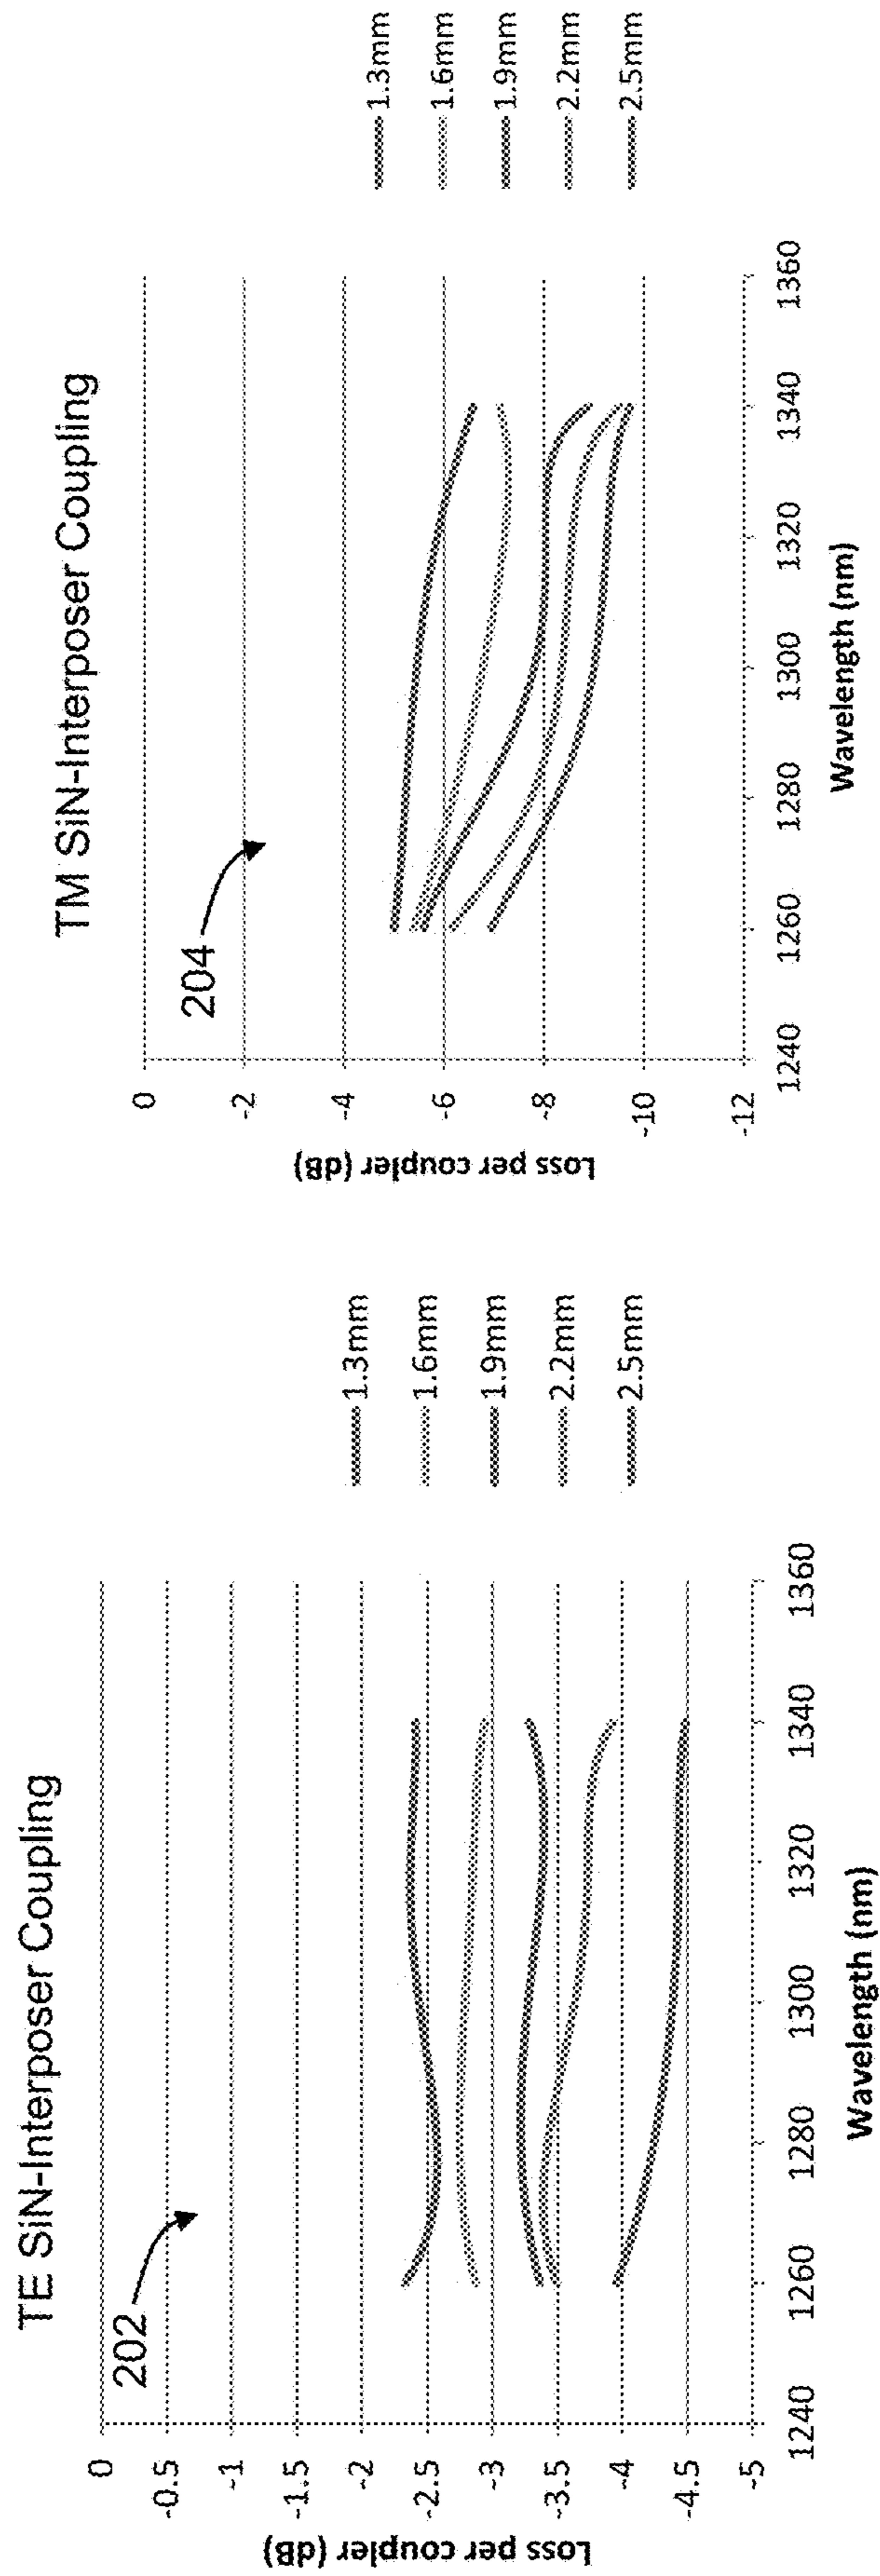 TE SiN-Interposer Coupling
202
0
-0.5
-1
-1.5
-2
-2.5
-3
-3.5
-4
-4.5
-5
Loss per coupler (dB)
1240
1260
1280
1300
1320
1340
1360
Wavelength (nm)
1.3mm
1.6mm
1.9mm
2.2mm
2.5mm
TM SiN-Interposer Coupling
204
0
-2
-4
-6
-8
-10
-12
Loss per coupler (dB)
1240
1260
1280
1300
1320
1340
1360
Wavelength (nm)
1.3mm
1.6mm
1.9mm
2.2mm
2.5mm